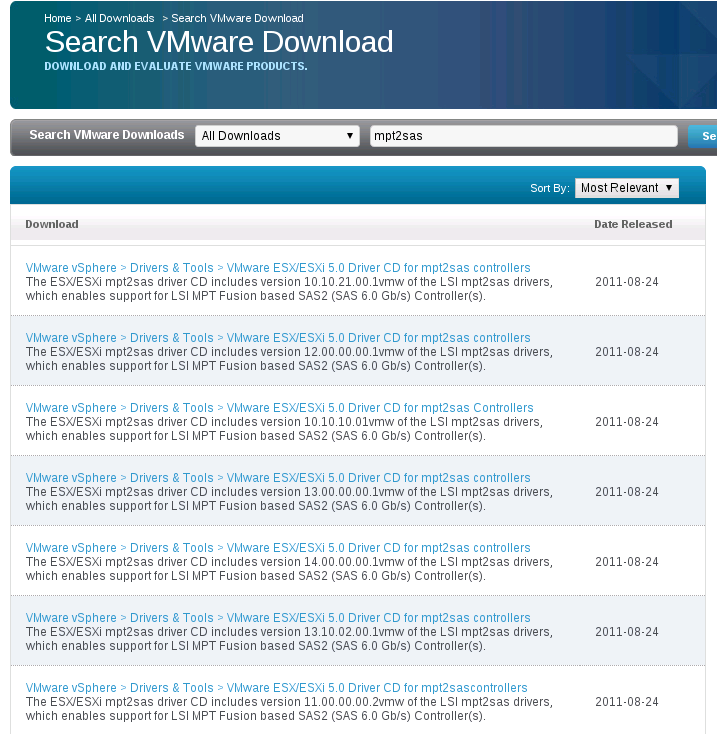 Home > All Downloads > Search VMware Download
Search VMware Download
DOWNLOAD AND EVALUATE VMWARE PRODUCTS.
Search VMware Downloads All Downloads ▼ mpt2sas Se
Sort By: Most Relevant ▼
Download Date Released
VMware vSphere > Drivers & Tools > VMware ESX/ESXi 5.0 Driver CD for mpt2sas controllers
The ESX/ESXi mpt2sas driver CD includes version 10.10.21.00.1vmw of the LSI mpt2sas drivers, 2011-08-24
which enables support for LSI MPT Fusion based SAS2 (SAS 6.0 Gb/s) Controller(s).
VMware vSphere > Drivers & Tools > VMware ESX/ESXi 5.0 Driver CD for mpt2sas controllers
The ESX/ESXi mpt2sas driver CD includes version 12.00.00.00.1vmw of the LSI mpt2sas drivers, 2011-08-24
which enables support for LSI MPT Fusion based SAS2 (SAS 6.0 Gb/s) Controller(s).
VMware vSphere > Drivers & Tools > VMware ESX/ESXi 5.0 Driver CD for mpt2sas Controllers
The ESX/ESXi mpt2sas driver CD includes version 10.10.10.01vmw of the LSI mpt2sas drivers, 2011-08-24
which enables support for LSI MPT Fusion based SAS2 (SAS 6.0 Gb/s) Controller(s).
VMware vSphere > Drivers & Tools > VMware ESX/ESXi 5.0 Driver CD for mpt2sas controllers
The ESX/ESXi mpt2sas driver CD includes version 13.00.00.00.1vmw of the LSI mpt2sas drivers, 2011-08-24
which enables support for LSI MPT Fusion based SAS2 (SAS 6.0 Gb/s) Controller(s).
VMware vSphere > Drivers & Tools > VMware ESX/ESXi 5.0 Driver CD for mpt2sas controllers
The ESX/ESXi mpt2sas driver CD includes version 14.00.00.00.1vmw of the LSI mpt2sas drivers, 2011-08-24
which enables support for LSI MPT Fusion based SAS2 (SAS 6.0 Gb/s) Controller(s).
VMware vSphere > Drivers & Tools > VMware ESX/ESXi 5.0 Driver CD for mpt2sas controllers
The ESX/ESXi mpt2sas driver CD includes version 13.10.02.00.1vmw of the LSI mpt2sas drivers, 2011-08-24
which enables support for LSI MPT Fusion based SAS2 (SAS 6.0 Gb/s) Controller(s).
VMware vSphere > Drivers & Tools > VMware ESX/ESXi 5.0 Driver CD for mpt2sascontrollers
The ESX/ESXi mpt2sas driver CD includes version 11.00.00.00.2vmw of the LSI mpt2sas drivers, 2011-08-24
which enables support for LSI MPT Fusion based SAS2 (SAS 6.0 Gb/s) Controller(s).